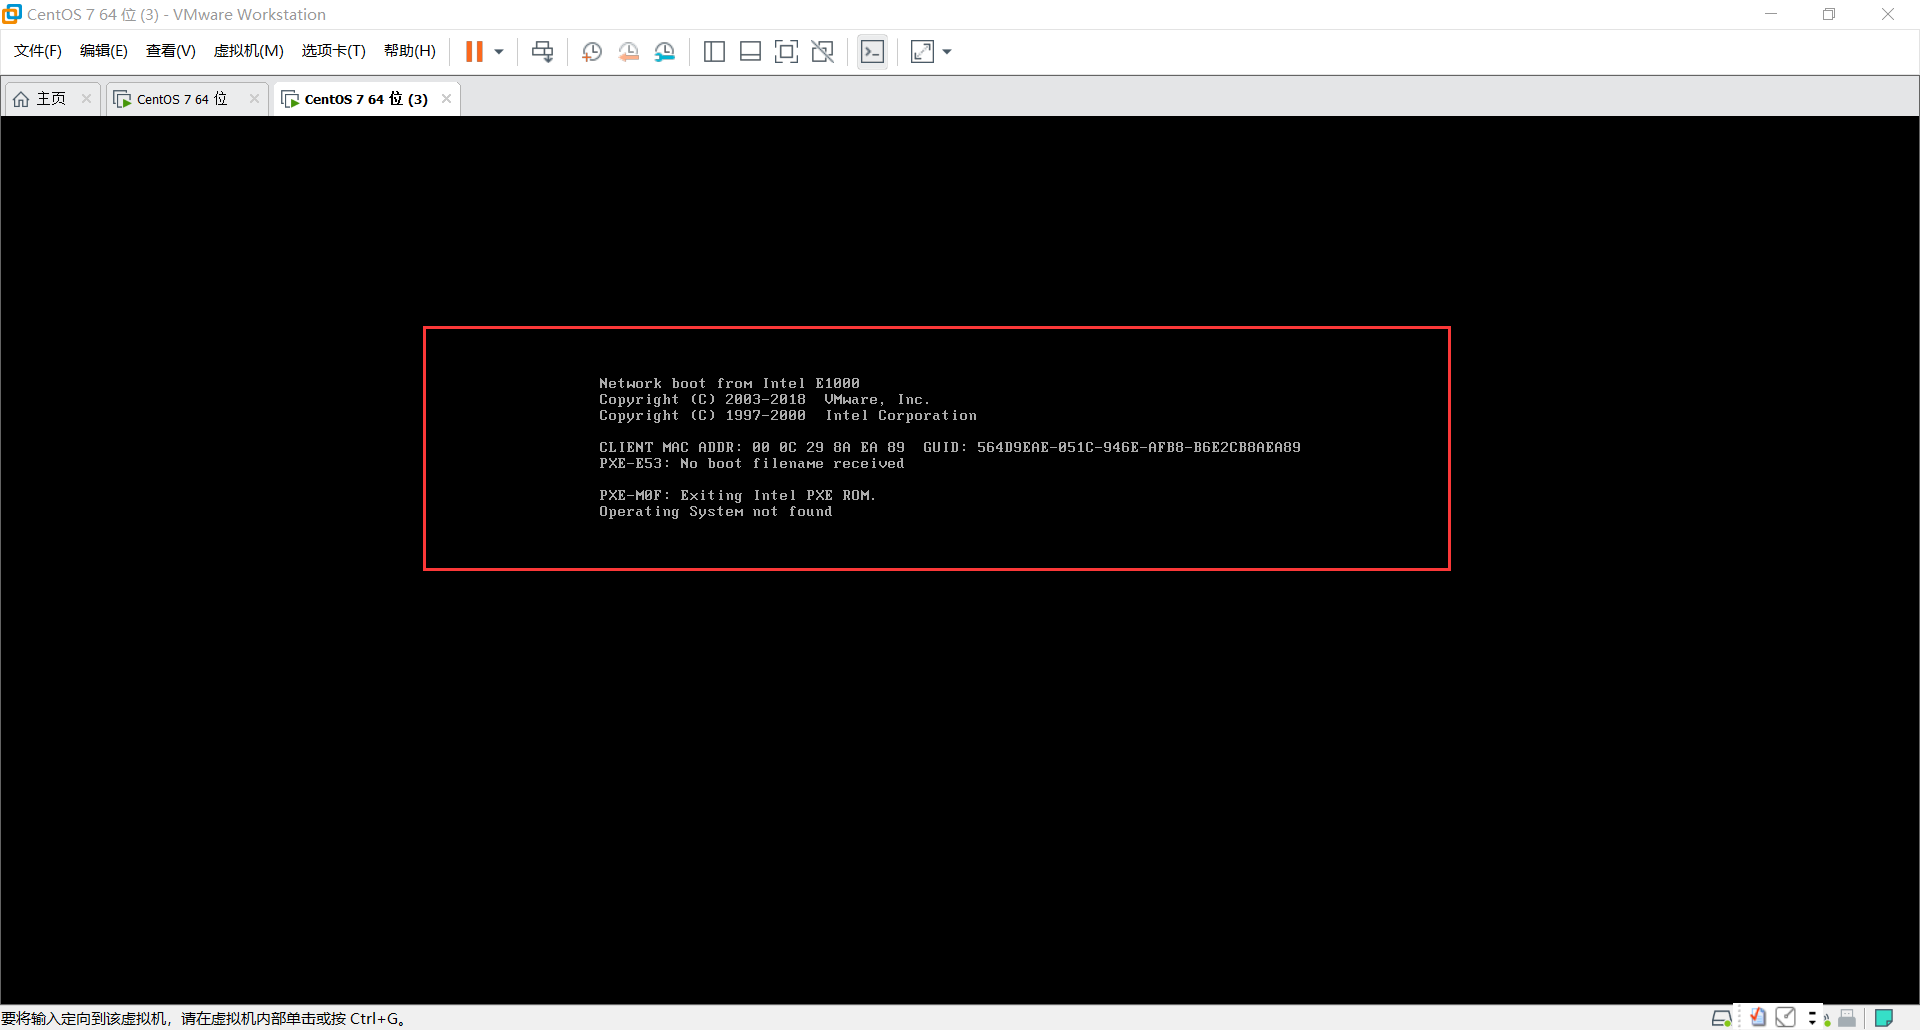 CentOS 7 64 位 (3) - VMware Workstation
文件(F) 编辑(E) 查看(V) 虚拟机(M) 选项卡(T) 帮助(H)
主页 CentOS 7 64 位 CentOS 7 64 位 (3)
Network boot from Intel E1000
Copyright (C) 2003-2018  VMware, Inc.
Copyright (C) 1997-2000  Intel Corporation
CLIENT MAC ADDR: 00 0C 29 8A EA 89  GUID: 564D9EAE-051C-946E-AFB8-B6E2CB8AEA89
PXE-E53: No boot filename received
PXE-M0F: Exiting Intel PXE ROM.
Operating System not found
要将输入定向到该虚拟机，请在虚拟机内部单击或按 Ctrl+G。